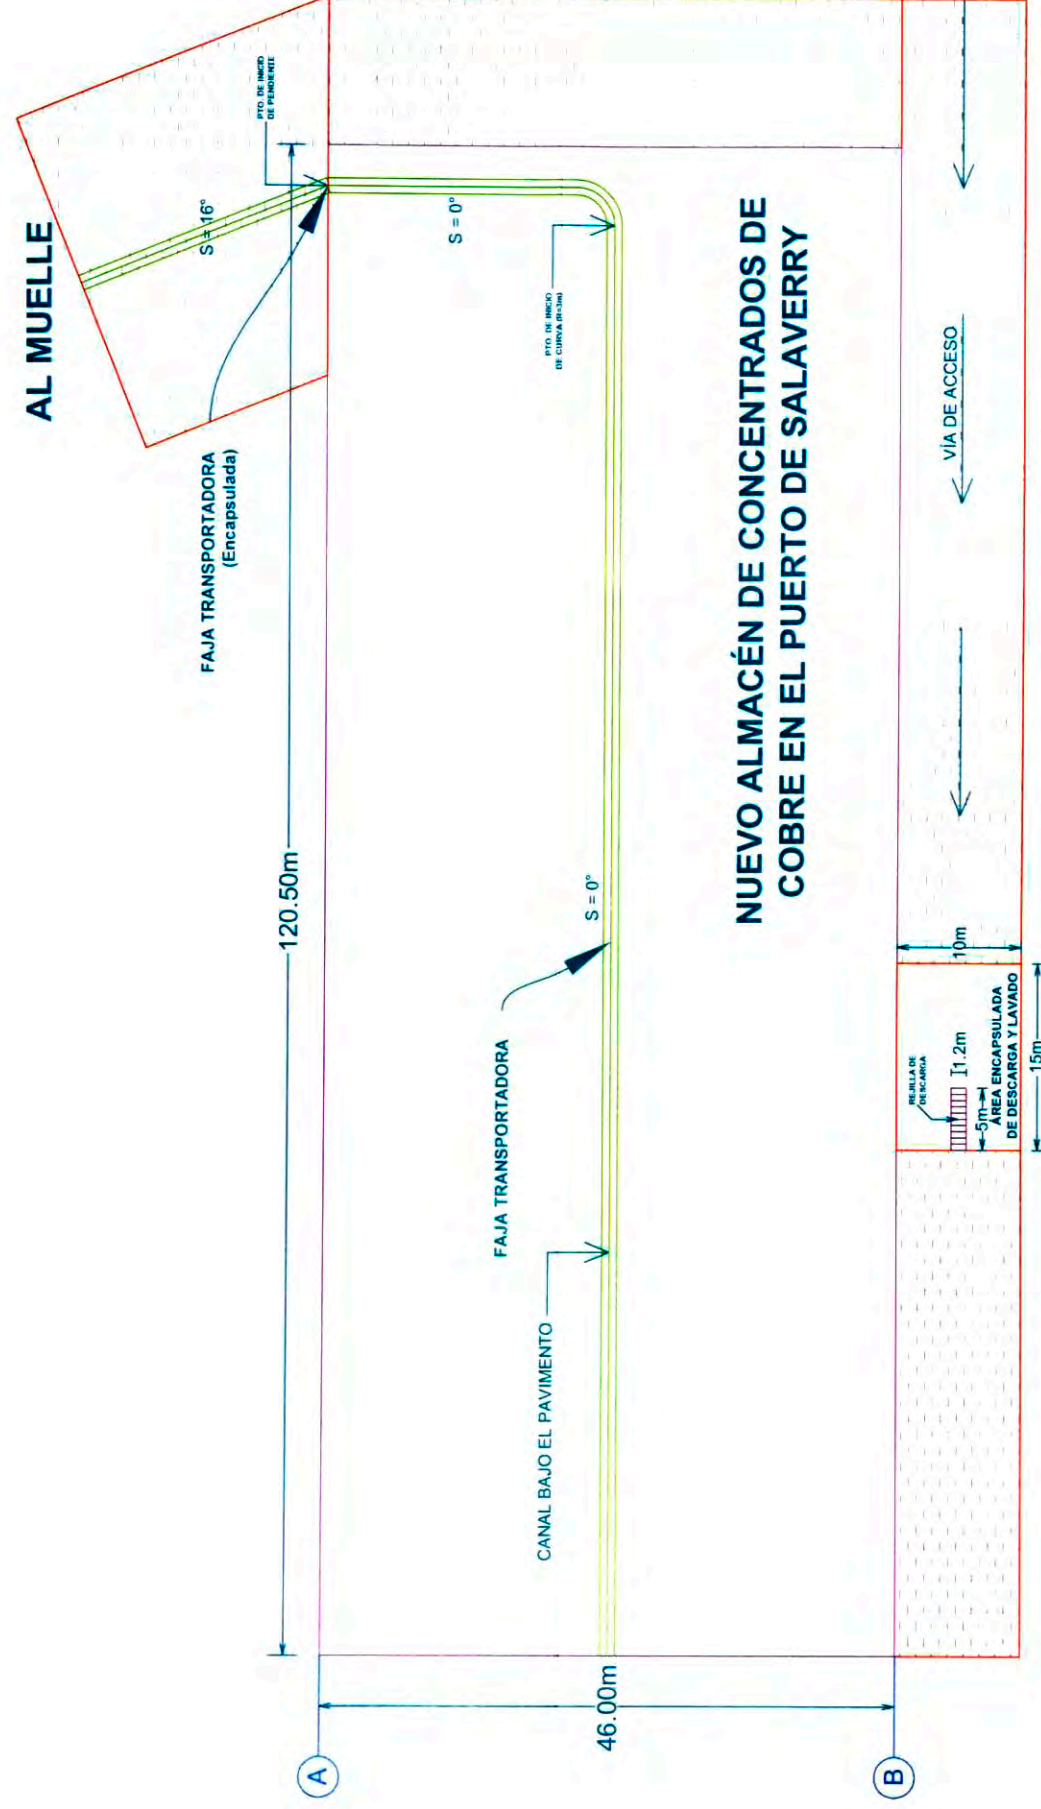 AL MUELLE
PTO. DE INICIO
DE PENDIENTE
S = 16°
S = 0°
FAJA TRANSPORTADORA
(Encapsulada)
PTO. DE INICIO
DE CURVA (R=3m)
120.50m
S = 0°
FAJA TRANSPORTADORA
CANAL BAJO EL PAVIMENTO
NUEVO ALMACÉN DE CONCENTRADOS DE
COBRE EN EL PUERTO DE SALAVERRY
VÍA DE ACCESO
10m
REJILLA DE
DESCARGA
1.2m
5m
ÁREA ENCAPSULADA
DE DESCARGA Y LAVADO
15m
46.00m
A
B